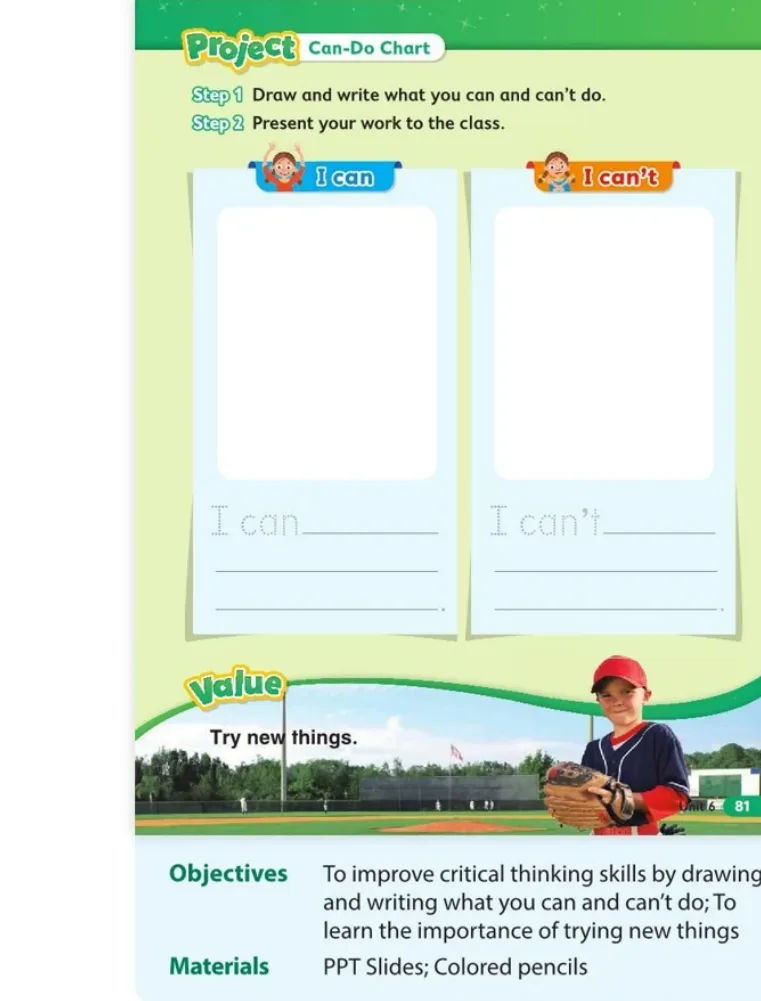 Project Can-Do Chart
Step 1 Draw and write what you can and can't do.
Step 2 Present your work to the class.
I can
I can't
I can
I can't
.
.
Value
Try new things.
Unit 6 81
Objectives To improve critical thinking skills by drawing
and writing what you can and can't do; To
learn the importance of trying new things
Materials PPT Slides; Colored pencils